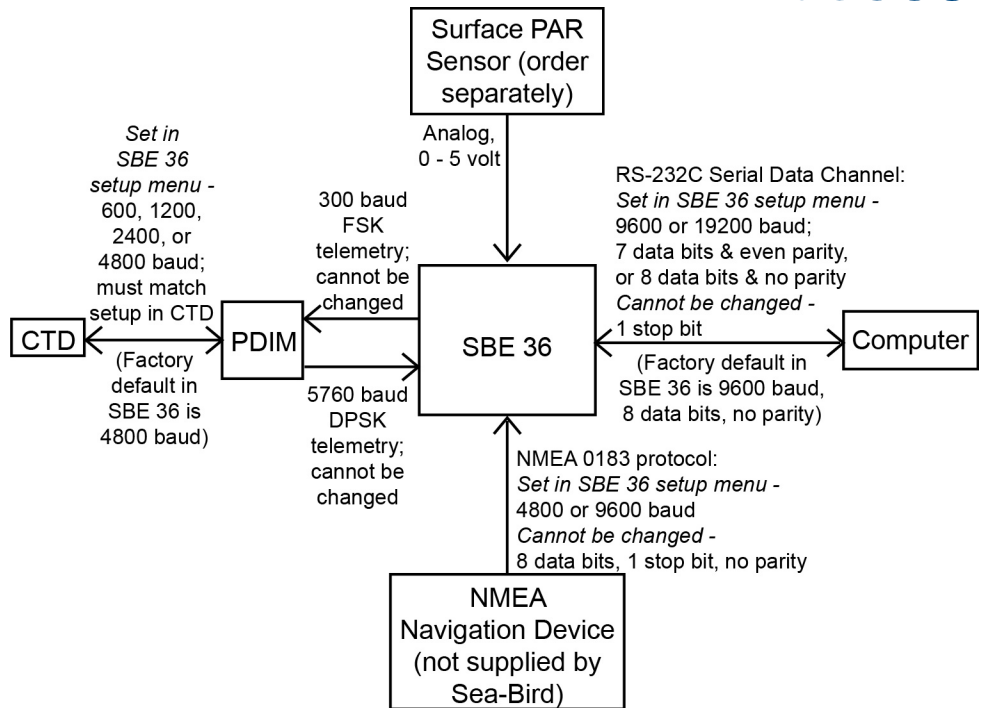 Surface PAR
Sensor (order
separately)
Analog,
0 - 5 volt
Set in
SBE 36
setup menu -
600, 1200,
2400, or
4800 baud;
must match
setup in CTD
300 baud
FSK
telemetry;
cannot be
changed
RS-232C Serial Data Channel:
Set in SBE 36 setup menu -
9600 or 19200 baud;
7 data bits & even parity,
or 8 data bits & no parity
Cannot be changed -
1 stop bit
CTD
PDIM
SBE 36
Computer
(Factory
default in
SBE 36 is
4800 baud)
5760 baud
DPSK
telemetry;
cannot be
changed
(Factory default in
SBE 36 is 9600 baud,
8 data bits, no parity)
NMEA 0183 protocol:
Set in SBE 36 setup menu -
4800 or 9600 baud
Cannot be changed -
8 data bits, 1 stop bit, no parity
NMEA
Navigation Device
(not supplied by
Sea-Bird)